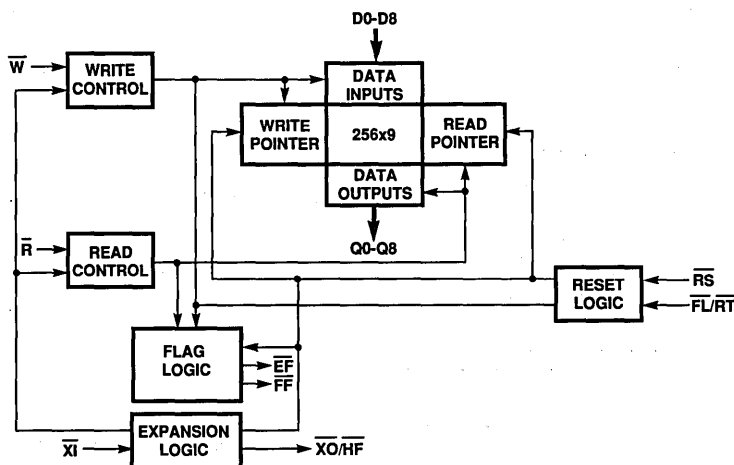 D0-D8
W
WRITE
CONTROL
DATA
INPUTS
WRITE
POINTER
256x9
READ
POINTER
DATA
OUTPUTS
Q0-Q8
R
READ
CONTROL
RESET
LOGIC
RS
FL/RT
FLAG
LOGIC
EF
FF
EXPANSION
LOGIC
XI
XO/HF